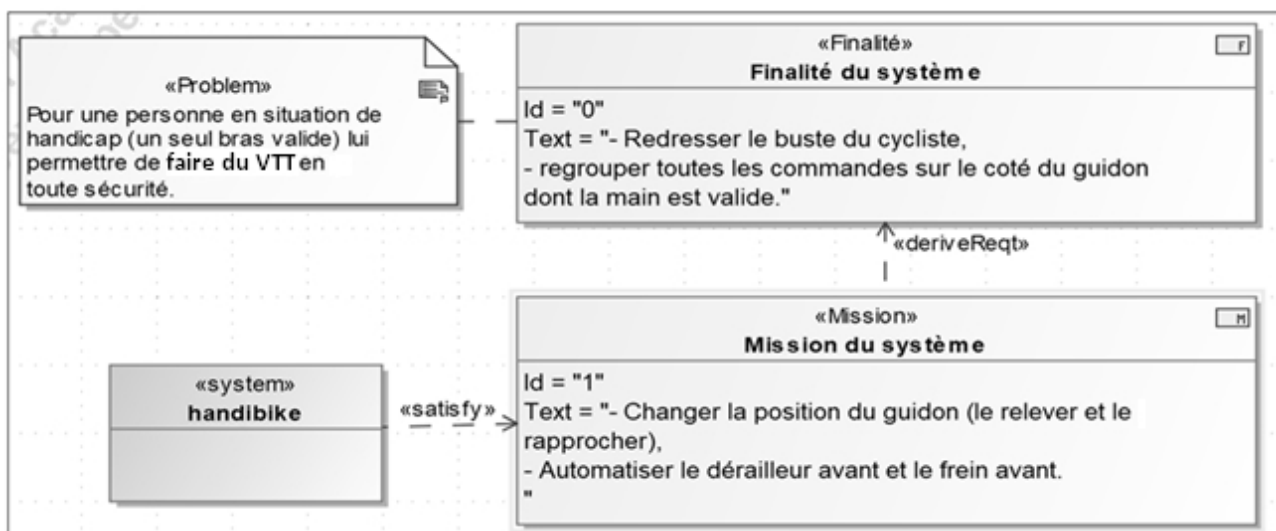 «Problem»
Pour une personne en situation de
handicap (un seul bras valide) lui
permettre de faire du VTT en
toute sécurité.
«Finalité»
F
Finalité du système
Id = "0"
Text = "- Redresser le buste du cycliste,
- regrouper toutes les commandes sur le coté du guidon
dont la main est valide."
«deriveReqt»
«Mission»
M
Mission du système
Id = "1"
Text = "- Changer la position du guidon (le relever et le
rapprocher),
- Automatiser le dérailleur avant et le frein avant.
"
«system»
handibike
«satisfy»